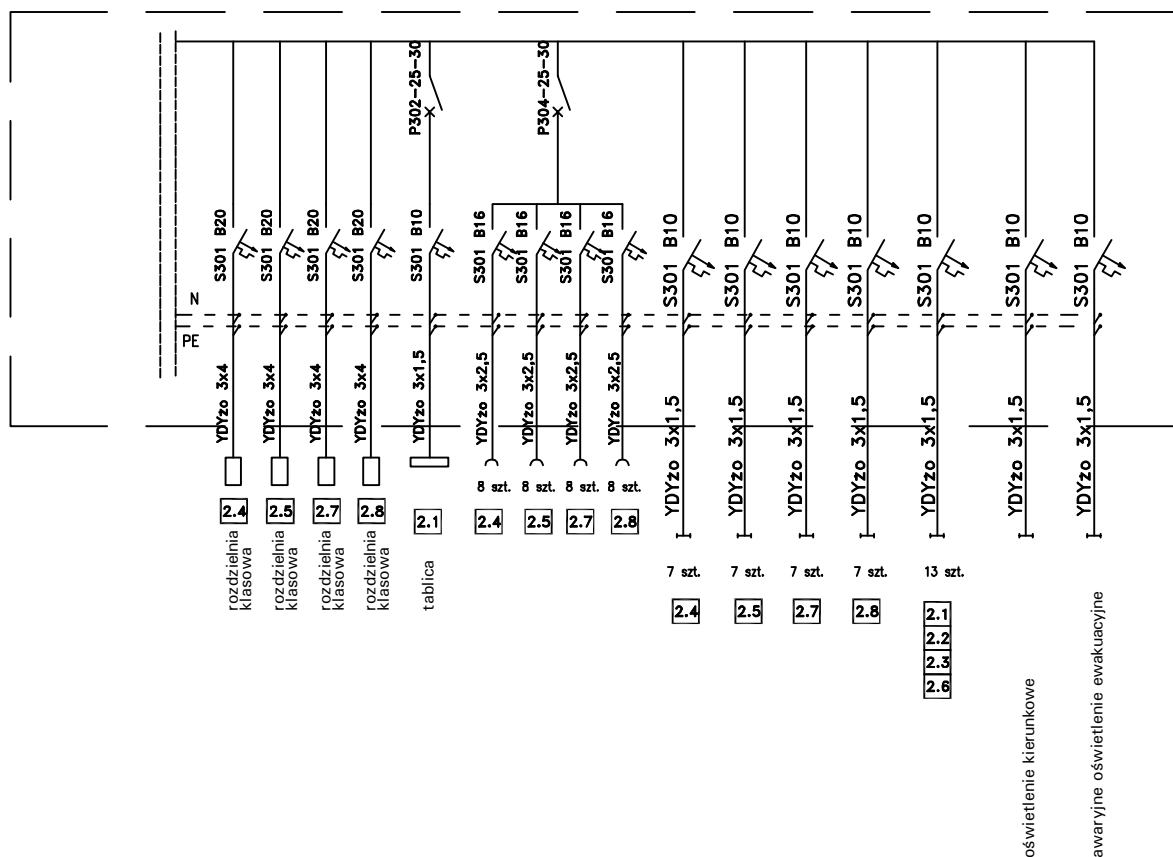 P302-25-30
P304-25-30
S301 B20
S301 B20
S301 B20
S301 B20
S301 B10
S301 B16
S301 B16
S301 B16
S301 B16
S301 B10
S301 B10
S301 B10
S301 B10
S301 B10
S301 B10
S301 B10
N
PE
YDYżo 3x4
YDYżo 3x4
YDYżo 3x4
YDYżo 3x4
YDYżo 3x1,5
YDYżo 3x2,5
YDYżo 3x2,5
YDYżo 3x2,5
YDYżo 3x2,5
YDYżo 3x1,5
YDYżo 3x1,5
YDYżo 3x1,5
YDYżo 3x1,5
YDYżo 3x1,5
YDYżo 3x1,5
YDYżo 3x1,5
8 szt.
8 szt.
8 szt.
8 szt.
2.4
2.5
2.7
2.8
2.1
2.4
2.5
2.7
2.8
rozdzielnia
klasowa
rozdzielnia
klasowa
rozdzielnia
klasowa
rozdzielnia
klasowa
tablica
7 szt.
7 szt.
7 szt.
7 szt.
13 szt.
2.4
2.5
2.7
2.8
2.1
2.2
2.3
2.6
oświetlenie kierunkowe
awaryjne oświetlenie ewakuacyjne